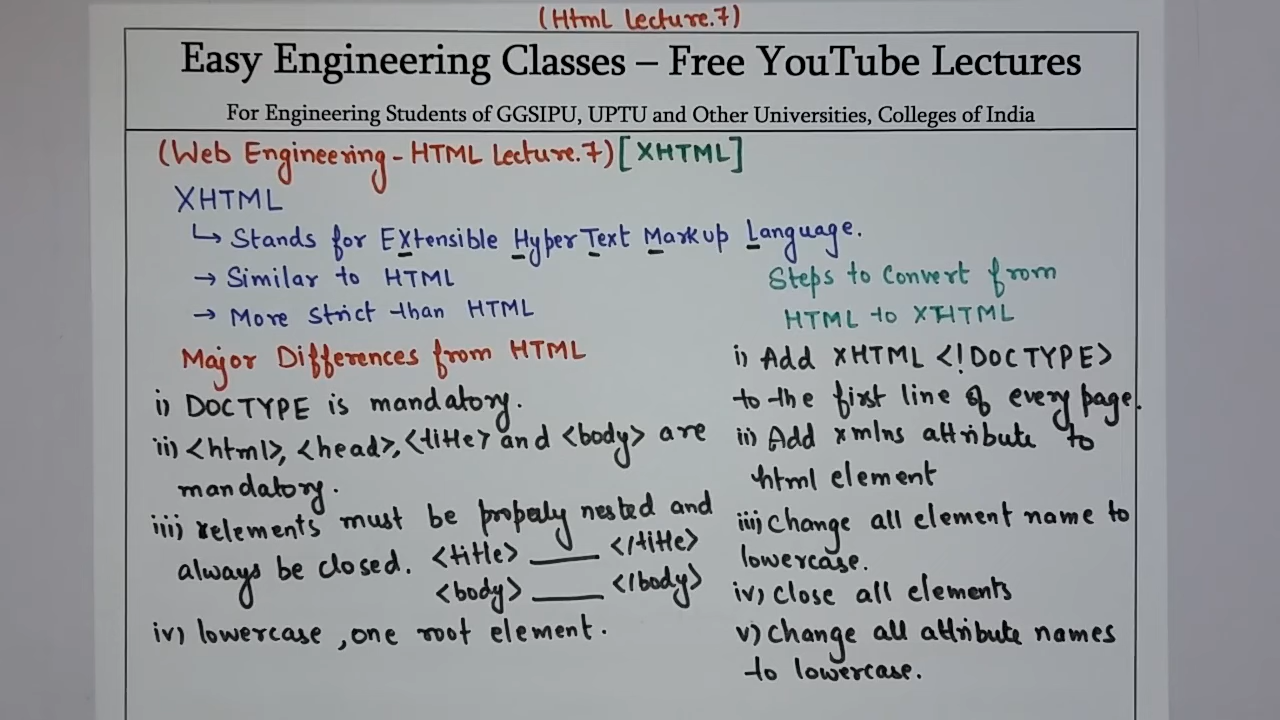 (Html Lecture.7)
Easy Engineering Classes – Free YouTube Lectures
For Engineering Students of GGSIPU, UPTU and Other Universities, Colleges of India
(Web Engineering - HTML Lecture.7) [XHTML]
XHTML
↳ Stands for EXtensible HyperText Markup Language.
→ Similar to HTML
→ More strict than HTML
Major Differences from HTML
i) DOCTYPE is mandatory.
ii) <html>, <head>, <title> and <body> are
mandatory.
iii) elements must be properly nested and
always be closed. <title> ____ </title>
<body> ____ </body>
iv) lowercase, one root element.
Steps to Convert from
HTML to XHTML
i) Add XHTML <!DOCTYPE>
to the first line of every page.
ii) Add xmlns attribute to
html element
iii) Change all element name to
lowercase.
iv) Close all elements
v) Change all attribute names
to lowercase.